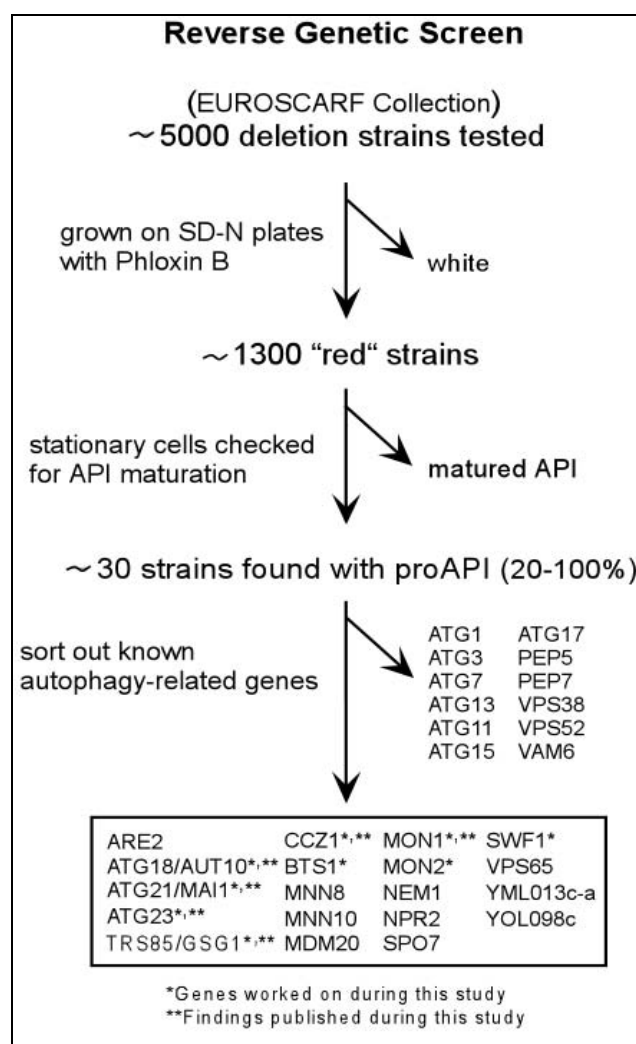 Reverse Genetic Screen
(EUROSCARF Collection)
~5000 deletion strains tested
grown on SD-N plates
with Phloxin B
white
~1300 "red“ strains
stationary cells checked
for API maturation
matured API
~30 strains found with proAPI (20-100%)
sort out known
autophagy-related genes
ATG1 ATG17
ATG3 PEP5
ATG7 PEP7
ATG13 VPS38
ATG11 VPS52
ATG15 VAM6
ARE2 CCZ1*,** MON1*,** SWF1*
ATG18/AUT10*,** BTS1* MON2* VPS65
ATG21/MAI1*,** MNN8 NEM1 YML013c-a
ATG23*,** MNN10 NPR2 YOL098c
TRS85/GSG1*,** MDM20 SPO7
*Genes worked on during this study
**Findings published during this study